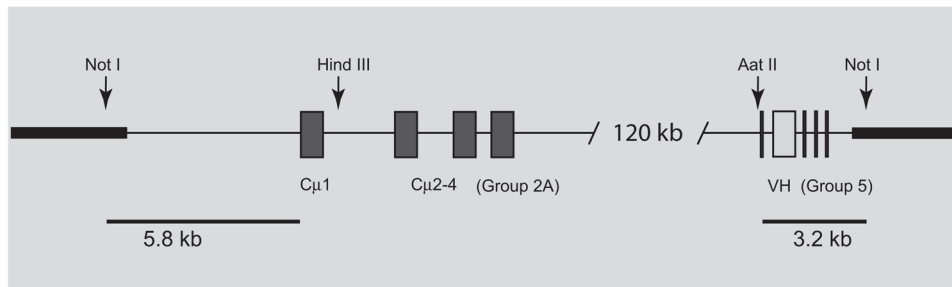 Not I Hind III Aat II Not I
120 kb
Cμ1 Cμ2-4 (Group 2A) VH (Group 5)
5.8 kb 3.2 kb